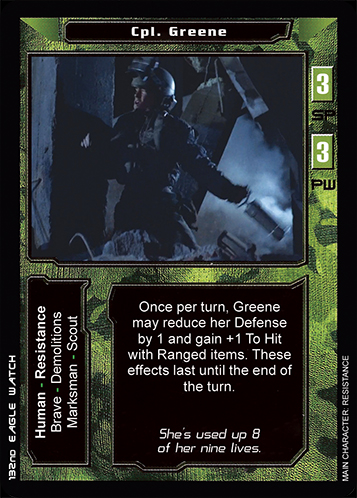 Cpl. Greene
3
SP
3
PW
Human - Resistance
Brave - Demolitions
Marksman - Scout
Once per turn, Greene
may reduce her Defense
by 1 and gain +1 To Hit
with Ranged items. These
effects last until the end of
the turn.
She's used up 8
of her nine lives.
132ND EAGLE WATCH
MAIN CHARACTER: RESISTANCE